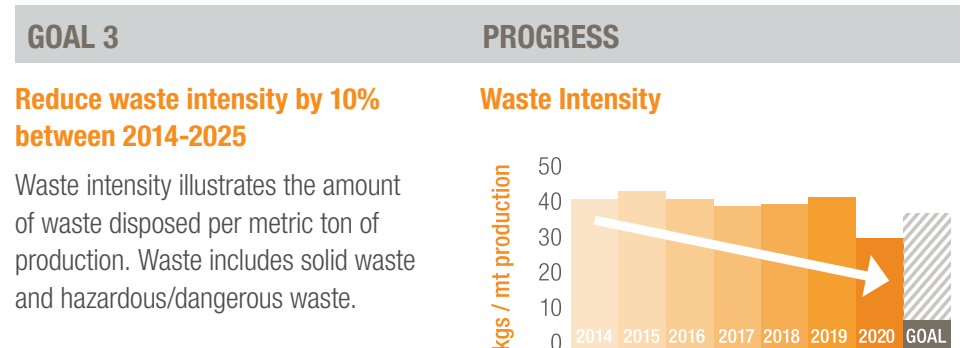 GOAL 3
PROGRESS
Reduce waste intensity by 10%
between 2014-2025
Waste intensity illustrates the amount
of waste disposed per metric ton of
production. Waste includes solid waste
and hazardous/dangerous waste.
Waste Intensity
kgs / mt production
50
40
30
20
10
0
2014 2015 2016 2017 2018 2019 2020 GOAL